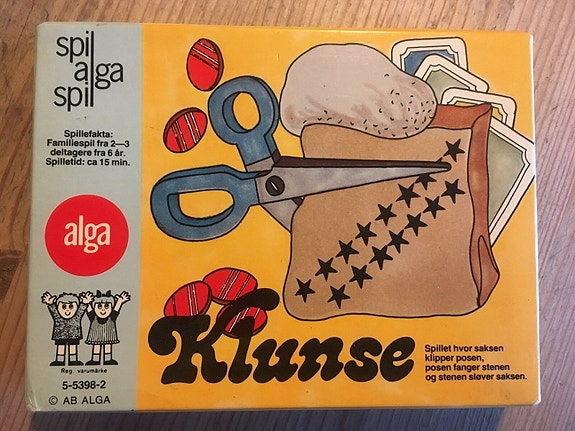 spil
alga
spil
Spillefakta:
Familiespil fra 2—3
deltagere fra 6 år.
Spilletid: ca 15 min.
alga
Reg. varumärke
5-5398-2
© AB ALGA
Klunse
Spillet hvor saksen
klipper posen,
posen fanger stenen
og stenen sløver saksen.